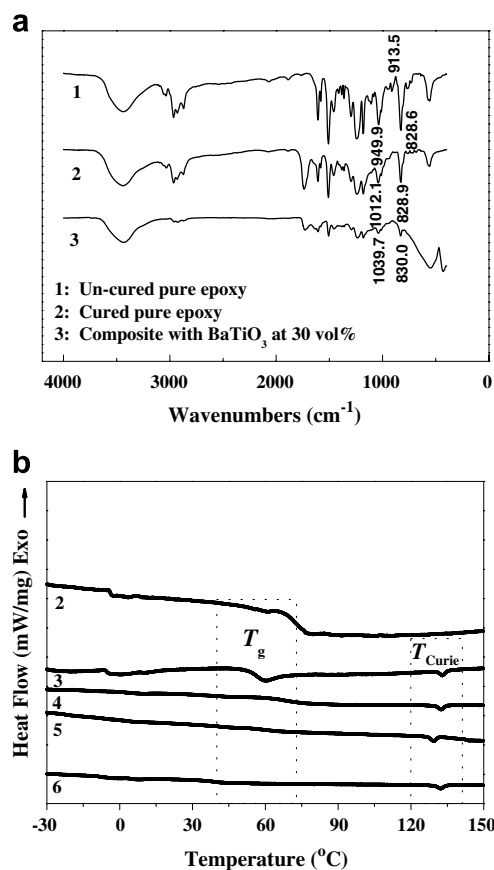 a
1
2
3
913.5
949.9
828.6
1012.1
828.9
1039.7
830.0
1: Un-cured pure epoxy
2: Cured pure epoxy
3: Composite with BaTiO₃ at 30 vol%
4000 3000 2000 1000 0
Wavenumbers (cm⁻¹)
b
Heat Flow (mW/mg) Exo →
2
3
4
5
6
Tg
TCurie
-30 0 30 60 90 120 150
Temperature (°C)